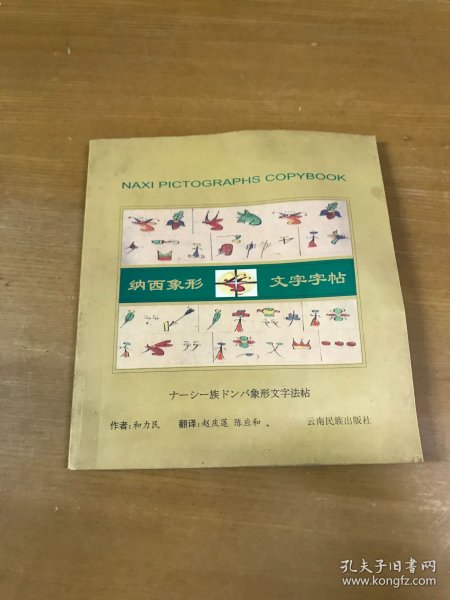 NAXI PICTOGRAPHS COPYBOOK
纳西象形 文字字帖
ナーシー族ドンバ象形文字法帖
作者:和力民 翻译:赵庆莲 陈应和 云南民族出版社
孔夫子旧书网
www.kongfz.com